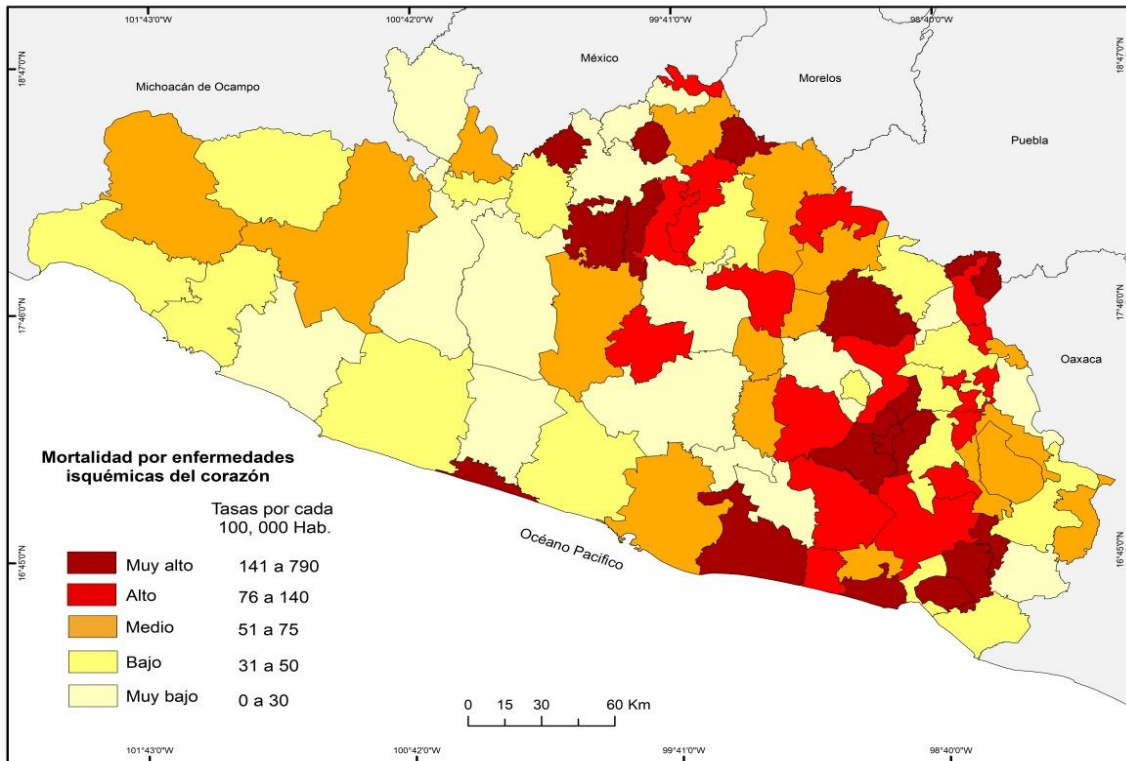 101°43'0"W
100°42'0"W
99°41'0"W
98°40'0"W
18°47'0"N
18°47'0"N
México
Morelos
Michoacán de Ocampo
Puebla
17°46'0"N
17°46'0"N
Oaxaca
Mortalidad por enfermedades
isquémicas del corazón
Tasas por cada
100, 000 Hab.
Muy alto 141 a 790
Alto 76 a 140
Medio 51 a 75
Bajo 31 a 50
Muy bajo 0 a 30
Océano Pacifico
16°45'0"N
16°45'0"N
0 15 30 60 Km
101°43'0"W
100°42'0"W
99°41'0"W
98°40'0"W